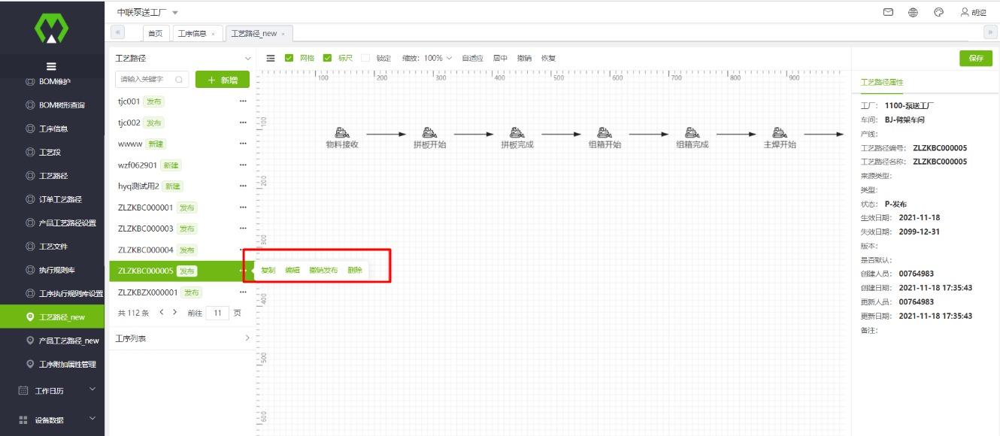 中联泵送工厂
胡迎
首页
工序信息 ×
工艺路径_new ×
BOM维护
BOM树形查询
工序信息
工艺段
工艺路径
订单工艺路径
产品工艺路径设置
工艺文件
执行规则库
工序执行规则库设置
工艺路径_new
产品工艺路径_new
工序附加属性管理
工作日历
设备数据
工艺路径
请输入关键字
+ 新增
tjc001 发布 ···
tjc002 发布 ···
wwww 新建 ···
wzf062901 新建 ···
hyq测试用2 新建 ···
ZLZKBC000001 发布 ···
ZLZKBC000003 发布 ···
ZLZKBC000004 发布 ···
ZLZKBC000005 发布 ···
ZLZKBZX000001 发布 ···
共 112 条 < > 前往 11 页
工序列表
网格 标尺 锁定 缩放: 100% 自适应 居中 撤销 恢复
保存
100 200 300 400 500 600 700 800 900
100
200
300
400
500
600
物料接收 拼板开始 拼板完成 组箱开始 组箱完成 主焊开始
复制 编辑 撤销发布 删除
工艺路径属性
工厂: 1100-泵送工厂
车间: BJ-臂架车间
产线:
工艺路径编号: ZLZKBC000005
工艺路径名称: ZLZKBC000005
来源类型:
类型:
状态: P-发布
生效日期: 2021-11-18
失效日期: 2099-12-31
版本:
是否默认:
创建人员: 00764983
创建日期: 2021-11-18 17:35:43
更新人员: 00764983
更新日期: 2021-11-18 17:35:43
备注: